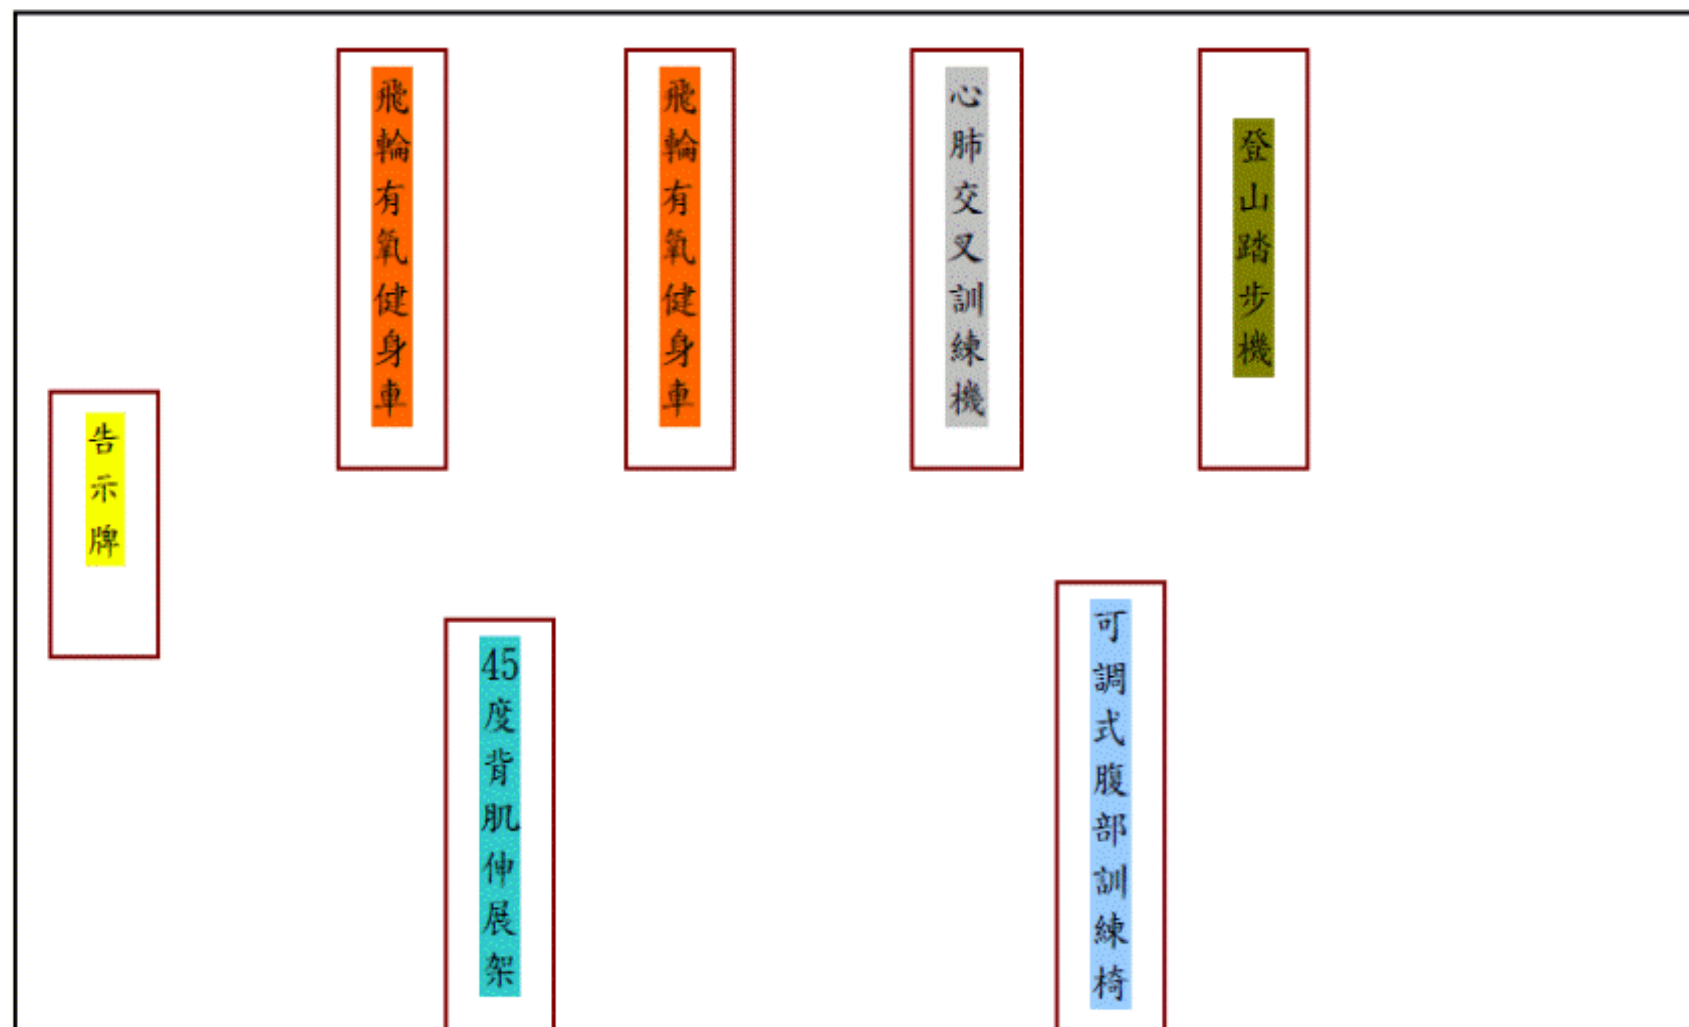 飛輪有氧健身車
飛輪有氧健身車
心肺交叉訓練機
登山踏步機
告示牌
45度背肌伸展架
可調式腹部訓練椅